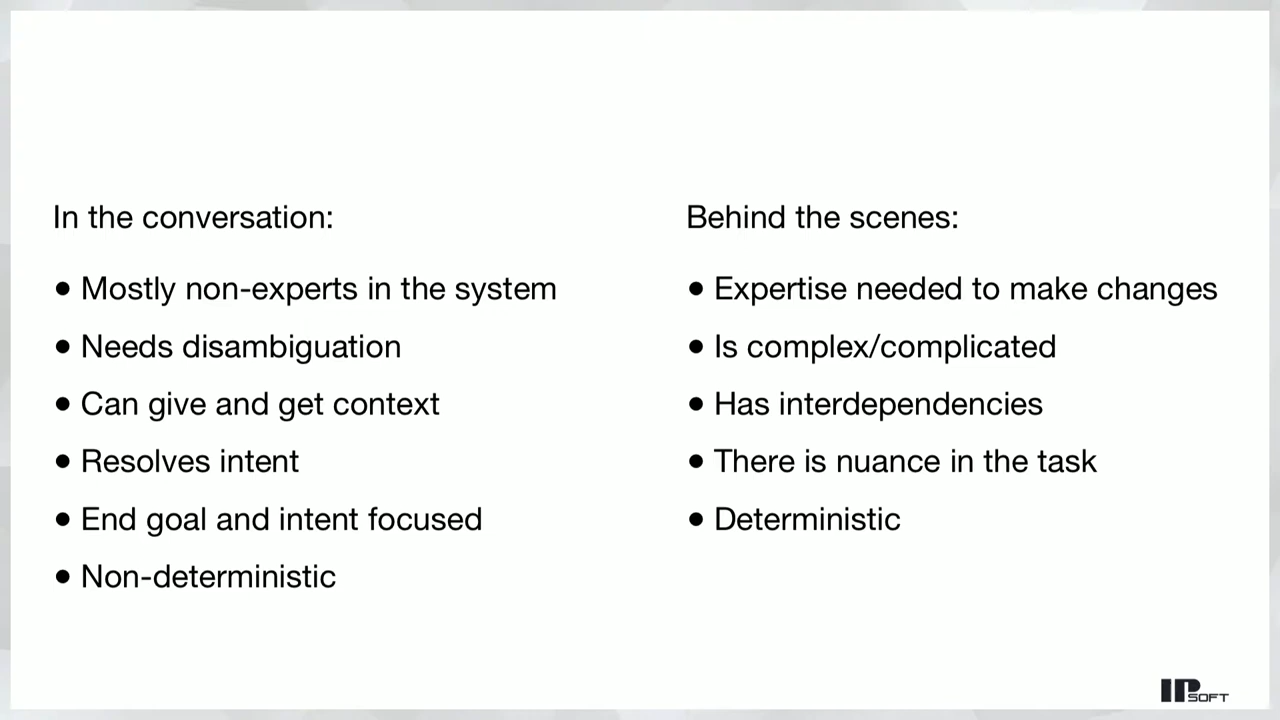 In the conversation:
• Mostly non-experts in the system
• Needs disambiguation
• Can give and get context
• Resolves intent
• End goal and intent focused
• Non-deterministic
Behind the scenes:
• Expertise needed to make changes
• Is complex/complicated
• Has interdependencies
• There is nuance in the task
• Deterministic
IPSOFT